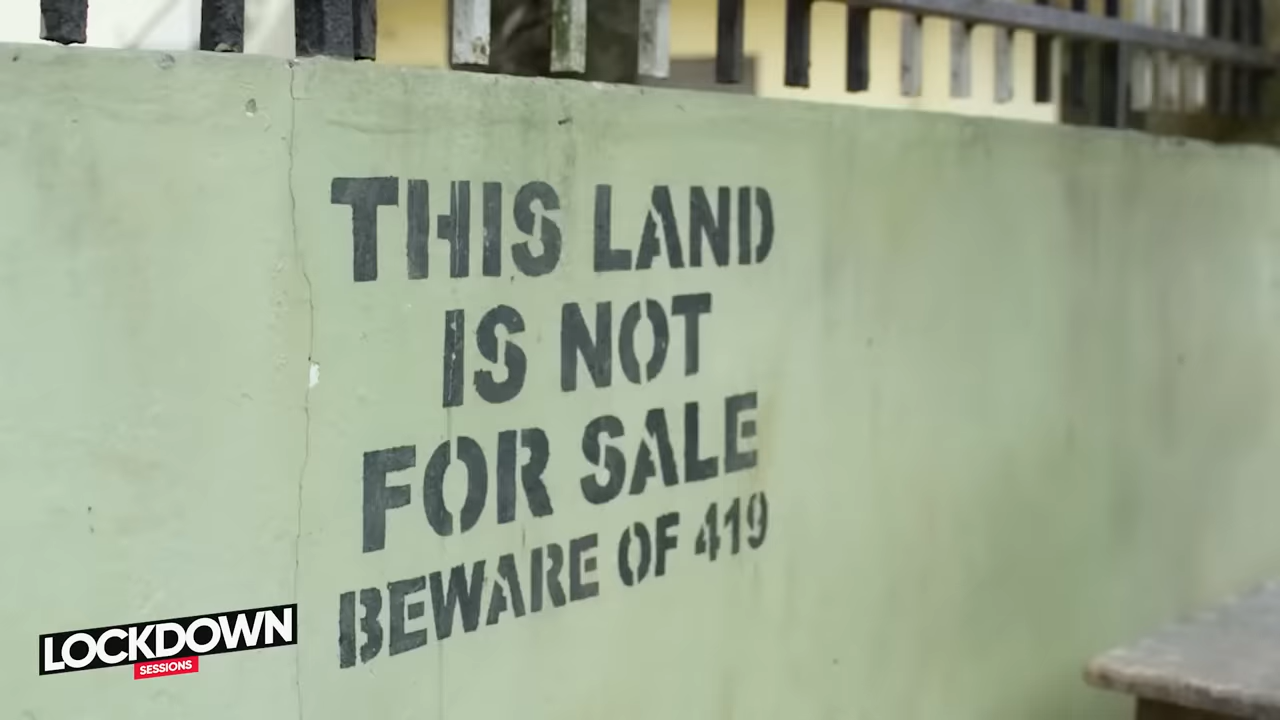 THIS LAND
IS NOT
FOR SALE
BEWARE OF 419
LOCKDOWN
SESSIONS